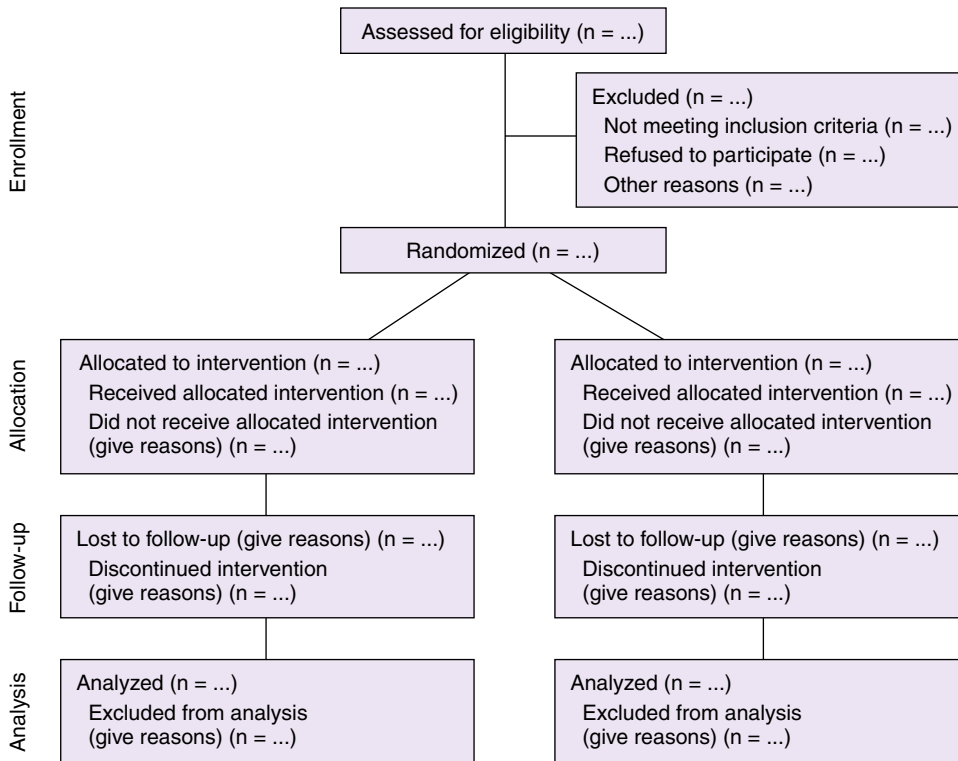 Assessed for eligibility (n = ...)
Enrollment
Excluded (n = ...)
Not meeting inclusion criteria (n = ...)
Refused to participate (n = ...)
Other reasons (n = ...)
Randomized (n = ...)
Allocation
Allocated to intervention (n = ...)
Received allocated intervention (n = ...)
Did not receive allocated intervention
(give reasons) (n = ...)
Allocated to intervention (n = ...)
Received allocated intervention (n = ...)
Did not receive allocated intervention
(give reasons) (n = ...)
Follow-up
Lost to follow-up (give reasons) (n = ...)
Discontinued intervention
(give reasons) (n = ...)
Lost to follow-up (give reasons) (n = ...)
Discontinued intervention
(give reasons) (n = ...)
Analysis
Analyzed (n = ...)
Excluded from analysis
(give reasons) (n = ...)
Analyzed (n = ...)
Excluded from analysis
(give reasons) (n = ...)